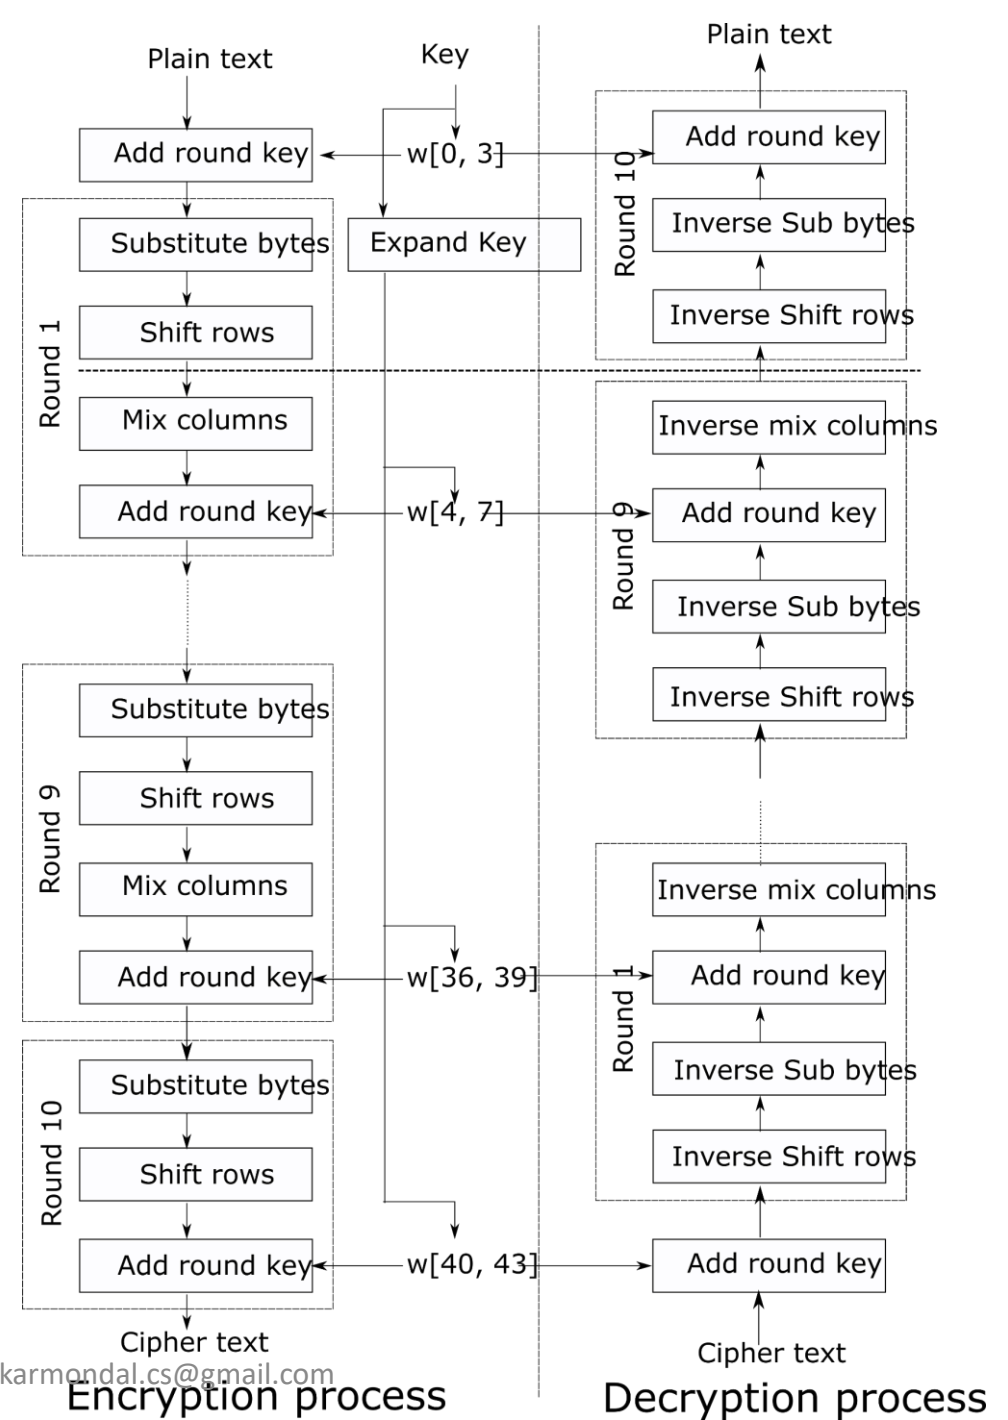 Plain text
Add round key
Round 1
Substitute bytes
Shift rows
Mix columns
Add round key
Round 9
Substitute bytes
Shift rows
Mix columns
Add round key
Round 10
Substitute bytes
Shift rows
Add round key
Cipher text
karmondal.cs@gmail.com
Encryption process
Key
w[0, 3]
Expand Key
w[4, 7]
w[36, 39]
w[40, 43]
Plain text
Round 10
Add round key
Inverse Sub bytes
Inverse Shift rows
Round 9
Inverse mix columns
Add round key
Inverse Sub bytes
Inverse Shift rows
Round 1
Inverse mix columns
Add round key
Inverse Sub bytes
Inverse Shift rows
Add round key
Cipher text
Decryption process